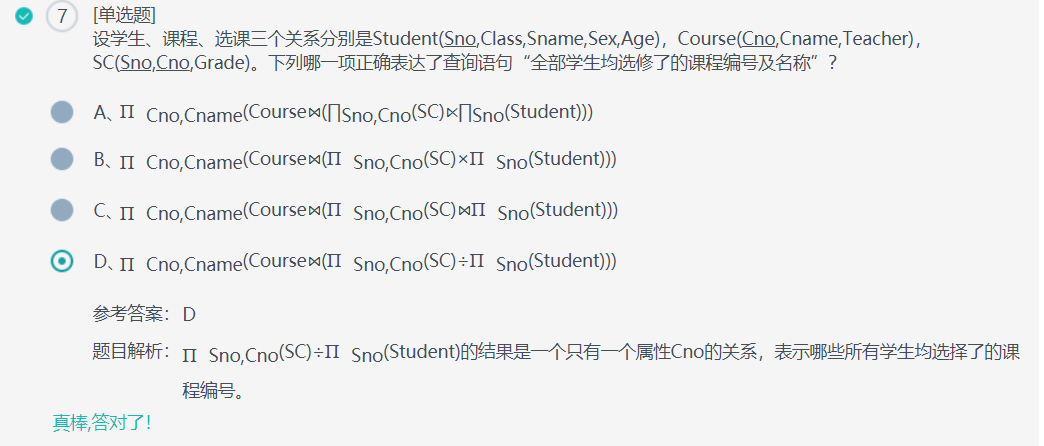 7 [单选题]
设学生、课程、选课三个关系分别是Student(Sno,Class,Sname,Sex,Age)，Course(Cno,Cname,Teacher)，
SC(Sno,Cno,Grade)。下列哪一项正确表达了查询语句“全部学生均选修了的课程编号及名称”？
A、Π Cno,Cname(Course⋈(∏Sno,Cno(SC)⋉∏Sno(Student)))
B、Π Cno,Cname(Course⋈(Π Sno,Cno(SC)×Π Sno(Student)))
C、Π Cno,Cname(Course⋈(Π Sno,Cno(SC)⋈Π Sno(Student)))
D、Π Cno,Cname(Course⋈(Π Sno,Cno(SC)÷Π Sno(Student)))
参考答案： D
题目解析： Π Sno,Cno(SC)÷Π Sno(Student)的结果是一个只有一个属性Cno的关系，表示哪些所有学生均选择了的课
程编号。
真棒,答对了!